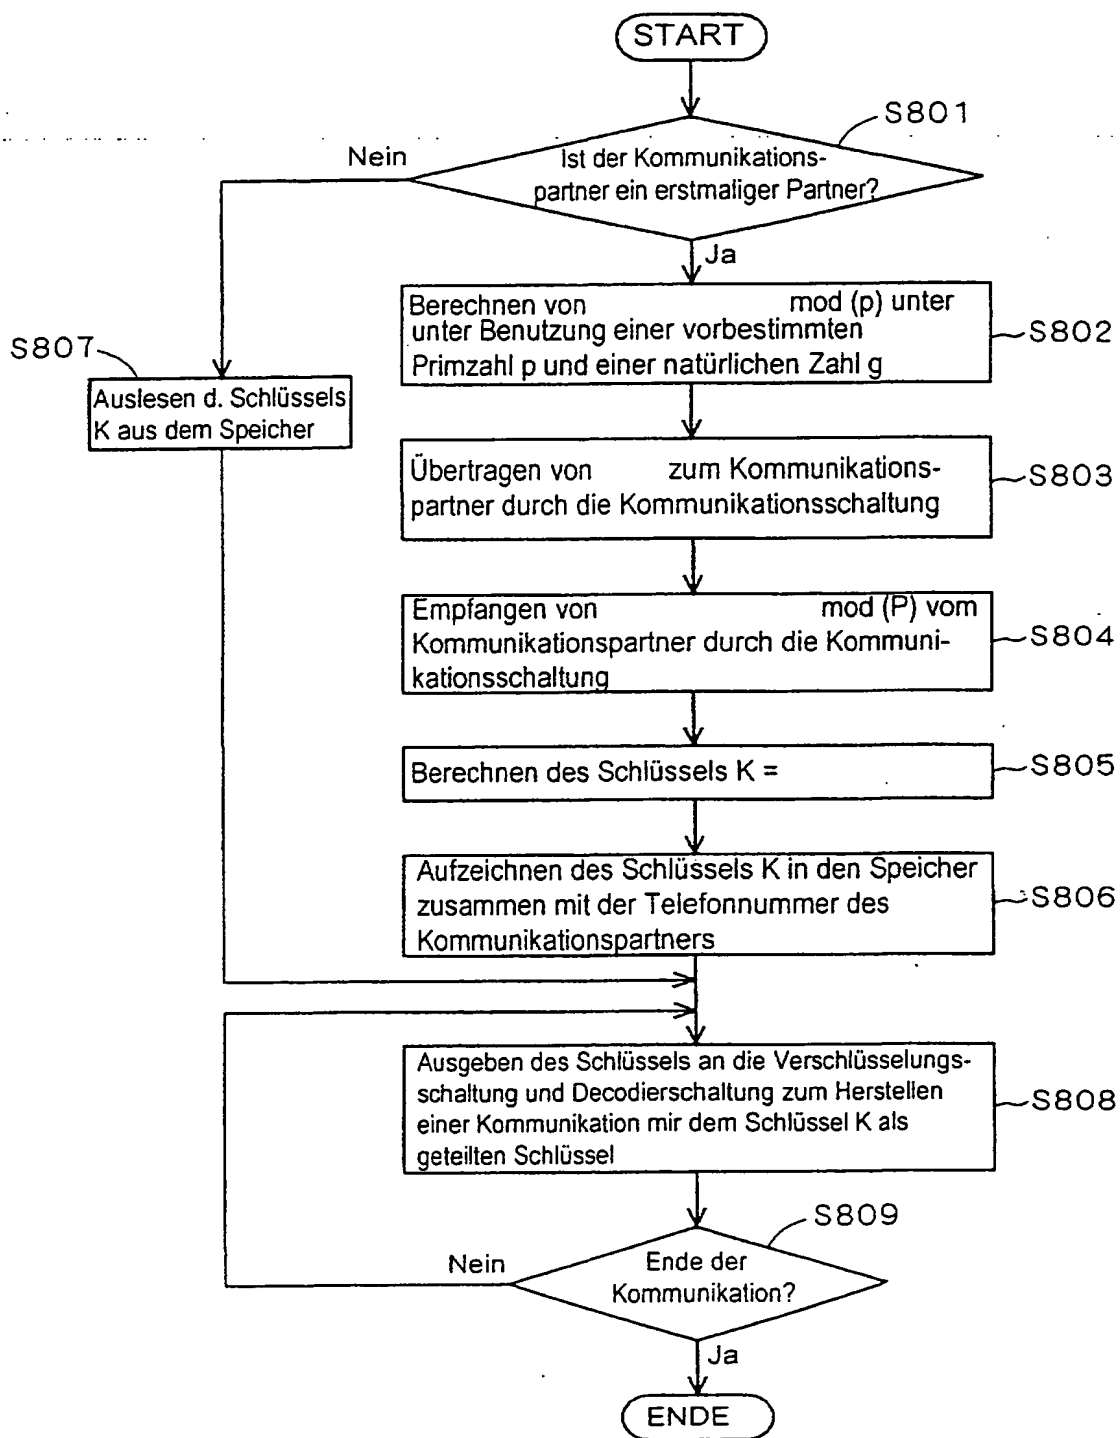 START
S801
Ist der Kommunikations-
partner ein erstmaliger Partner?
Nein
Ja
Berechnen von mod (p) unter
unter Benutzung einer vorbestimmten
Primzahl p und einer natürlichen Zahl g
S802
S807
Auslesen d. Schlüssels
K aus dem Speicher
Übertragen von zum Kommunikations-
partner durch die Kommunikationsschaltung
S803
Empfangen von mod (P) vom
Kommunikationspartner durch die Kommuni-
kationsschaltung
S804
Berechnen des Schlüssels K =
S805
Aufzeichnen des Schlüssels K in den Speicher
zusammen mit der Telefonnummer des
Kommunikationspartners
S806
Ausgeben des Schlüssels an die Verschlüsselungs-
schaltung und Decodierschaltung zum Herstellen
einer Kommunikation mir dem Schlüssel K als
geteilten Schlüssel
S808
S809
Nein
Ende der
Kommunikation?
Ja
ENDE